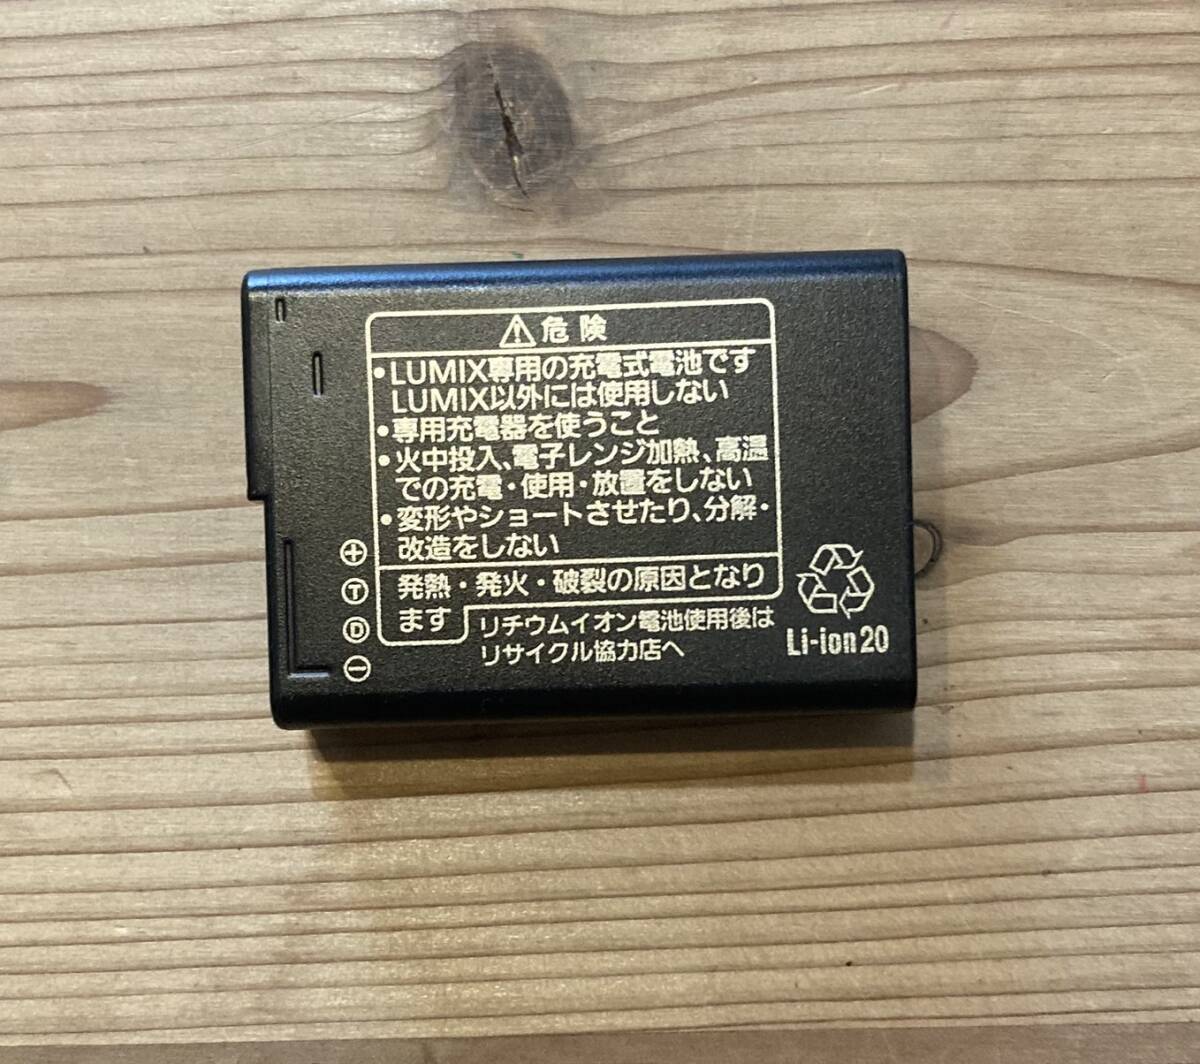 ⚠危険
•LUMIX専用の充電式電池です
LUMIX以外には使用しない
•専用充電器を使うこと
•火中投入、電子レンジ加熱、高温
での充電・使用・放置をしない
•変形やショートさせたり、分解・
改造をしない
発熱・発火・破裂の原因となり
ます
リチウムイオン電池使用後は
リサイクル協力店へ
Li-ion20
+
T
D
−